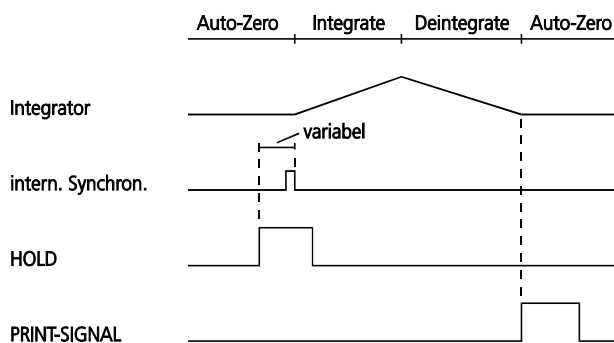 Auto-Zero Integrate Deintegrate Auto-Zero
Integrator
variabel
intern. Synchron.
HOLD
PRINT-SIGNAL